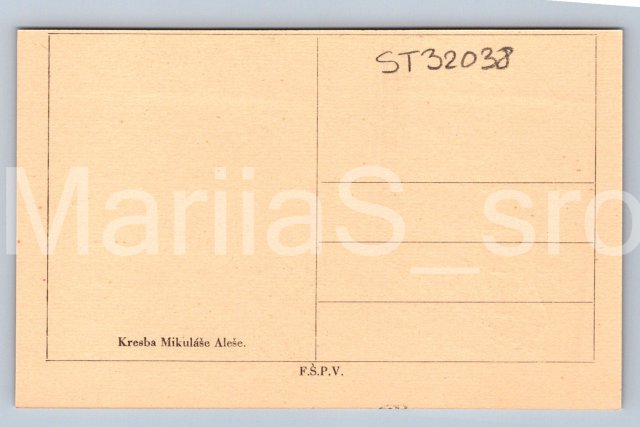 ST32038
MariiaS_sro
Kresba Mikuláše Aleše.
F.Š.P.V.